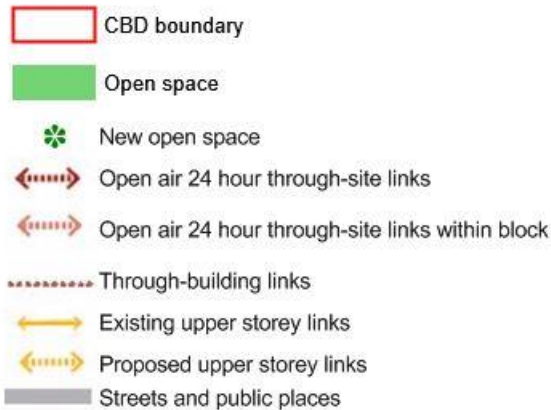 CBD boundary
Open space
New open space
Open air 24 hour through-site links
Open air 24 hour through-site links within block
Through-building links
Existing upper storey links
Proposed upper storey links
Streets and public places